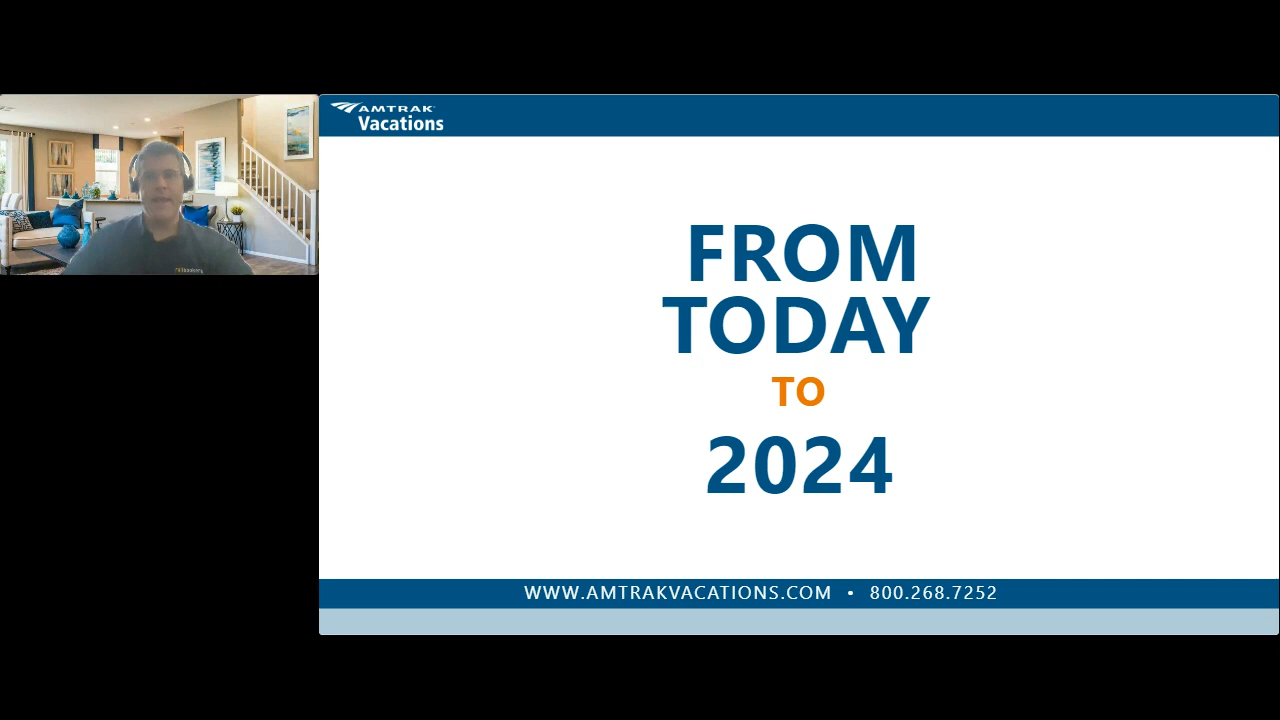 AMTRAK
Vacations
FROM
TODAY
TO
2024
WWW.AMTRAKVACATIONS.COM • 800.268.7252